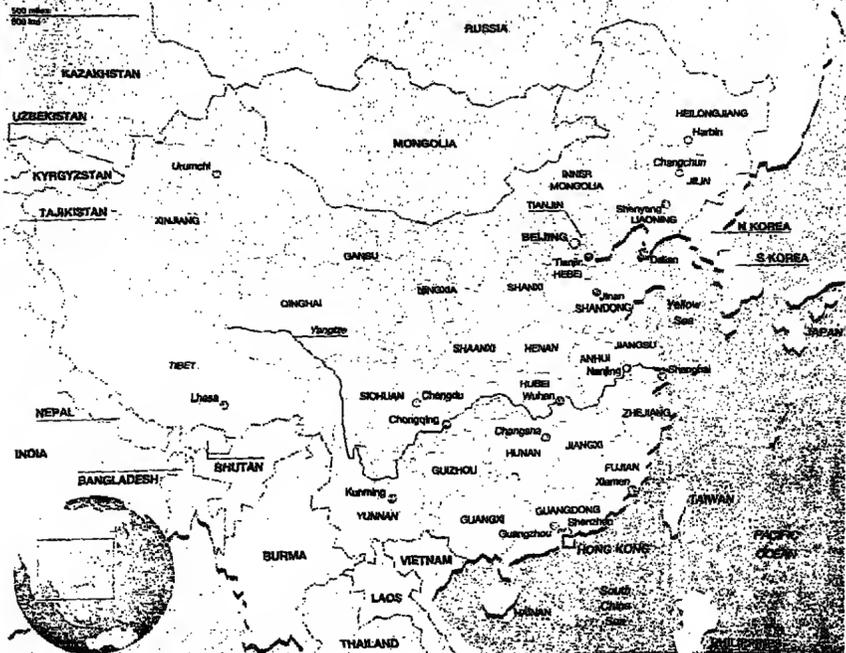 500 miles
800 km
RUSSIA
KAZAKHSTAN
UZBEKISTAN
HEILONGJIANG
Harbin
MONGOLIA
Urumchi
Changchun
JILIN
KYRGYZSTAN
INNER
MONGOLIA
TIANJIN
Shenyang
LIAONING
TAJIKISTAN
XINJIANG
N KOREA
BEIJING
GANSU
Tianjin
HEBEI
Dalian
S KOREA
NINGXIA
SHANXI
QINGHAI
Jinan
SHANDONG
Yellow
Sea
Yangtze
JAPAN
SHAANXI
HENAN
JIANGSU
ANHUI
TIBET
Nanjing
Shanghai
HUBEI
Wuhan
SICHUAN
Chengdu
Lhasa
NEPAL
ZHEJIANG
Chongqing
Changsha
HUNAN
JIANGXI
INDIA
BHUTAN
GUIZHOU
FUJIAN
BANGLADESH
Xiamen
Kunming
YUNNAN
TAIWAN
GUANGXI
GUANGDONG
Shenzhen
Guangzhou
PACIFIC
OCEAN
HONG KONG
BURMA
VIETNAM
LAOS
South
China
Sea
HAINAN
THAILAND
PHILIPPINES